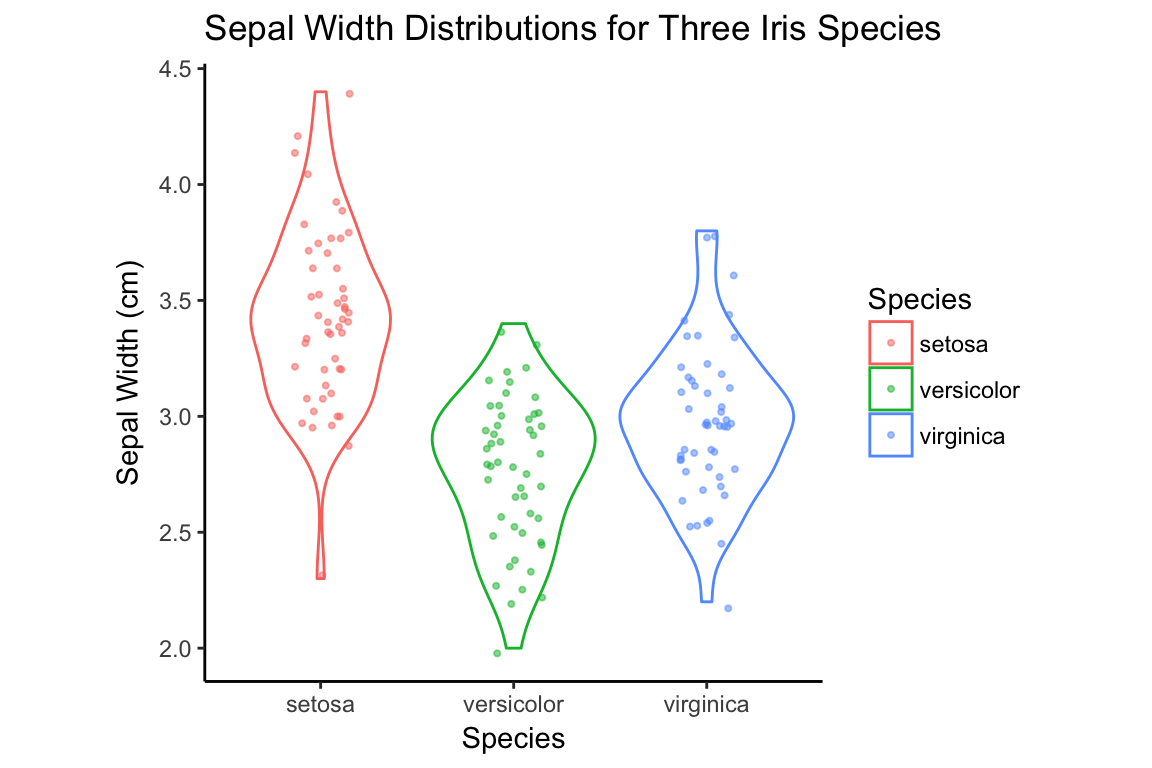 Sepal Width Distributions for Three Iris Species
4.5
4.0
3.5
3.0
2.5
2.0
Sepal Width (cm)
setosa
versicolor
virginica
Species
Species
setosa
versicolor
virginica